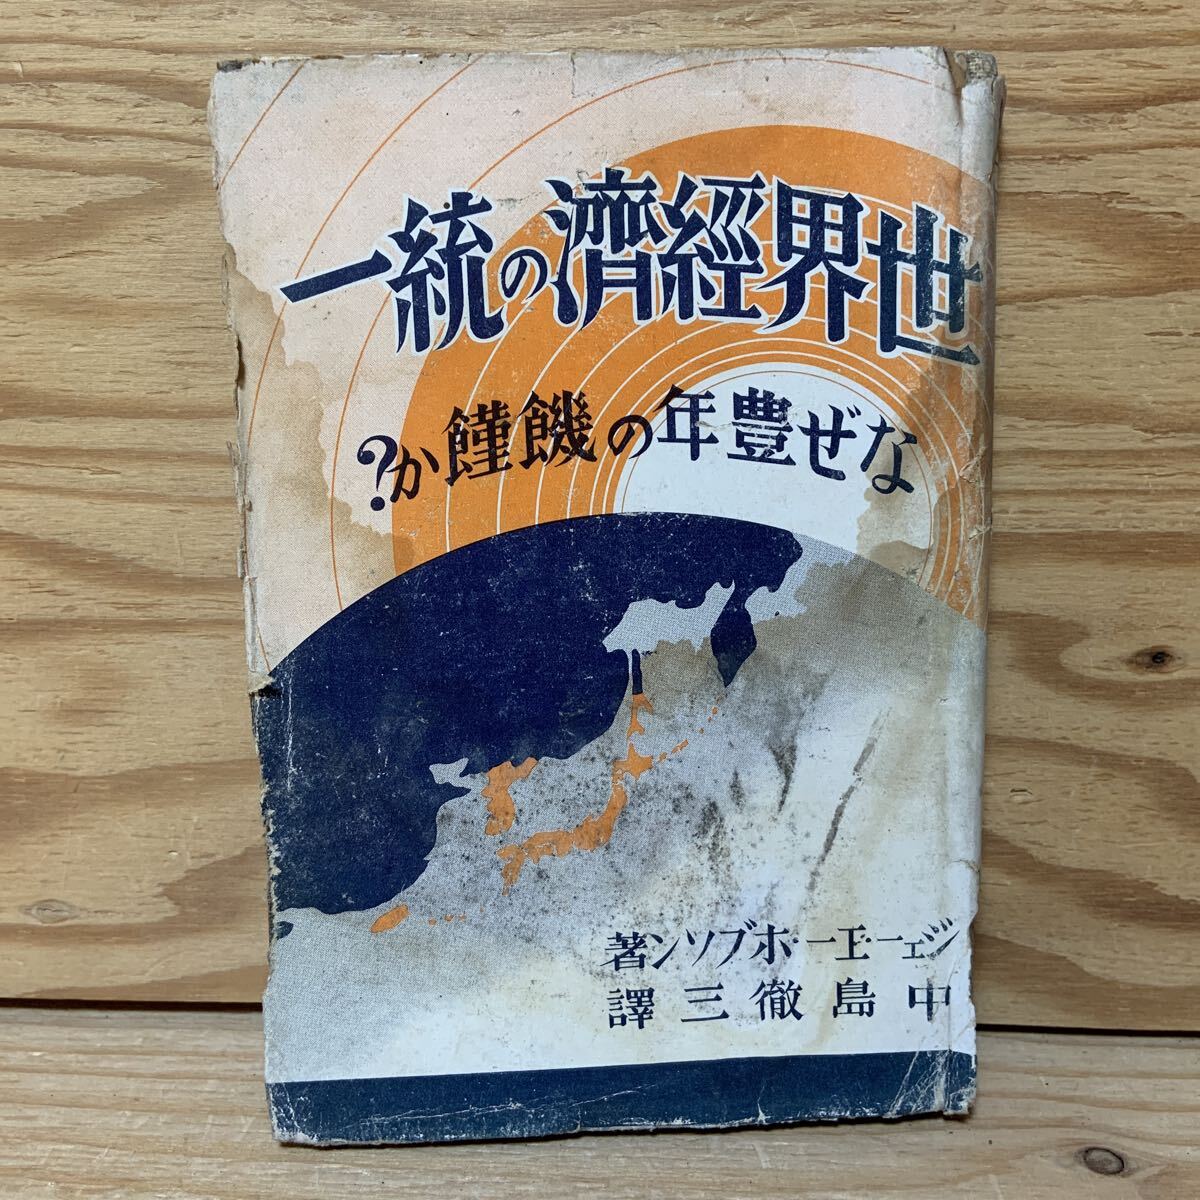 世界經濟の統一
なぜ豊年の饑饉か?
ジェー・エー・ホブソン著
中島徹三譯